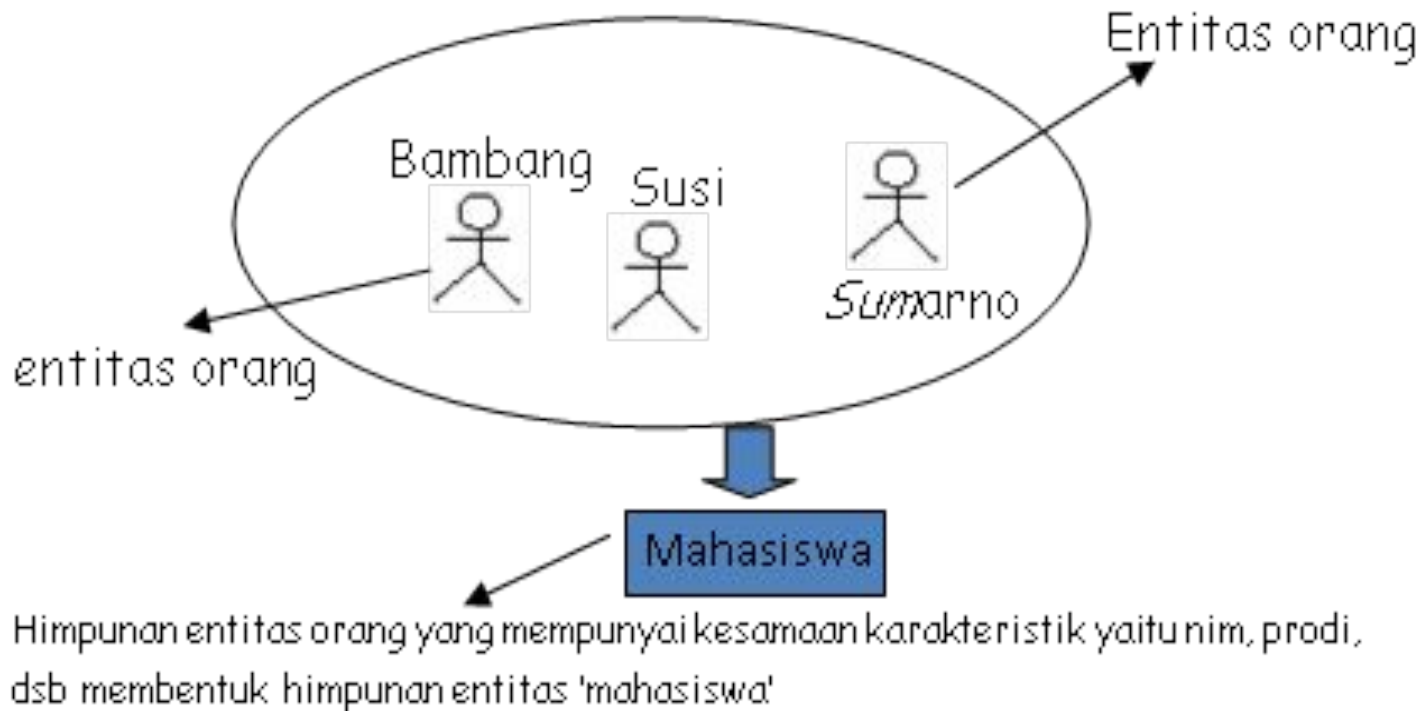 Entitas orang
Bambang
Susi
Sumarno
entitas orang
Mahasiswa
Himpunan entitas orang yang mempunyai kesamaan karakteristik yaitu nim, prodi,
dsb membentuk himpunan entitas 'mahasiswa'